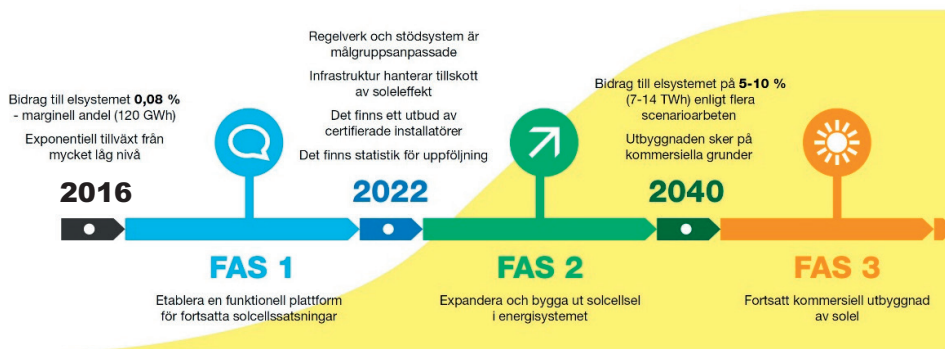 Bidrag till elsystemet 0,08 %
- marginell andel (120 GWh)
Exponentiell tillväxt från
mycket låg nivå
2016
FAS 1
Etablera en funktionell plattform
för fortsatta solcellssatsningar
Regelverk och stödsystem är
målgruppsanpassade
Infrastruktur hanterar tillskott
av soleleffekt
Det finns ett utbud av
certifierade installatörer
Det finns statistik för uppföljning
2022
FAS 2
Expandera och bygga ut solcellsel
i energisystemet
Bidrag till elsystemet på 5-10 %
(7-14 TWh) enligt flera
scenarioarbeten
Utbyggnaden sker på
kommersiella grunder
2040
FAS 3
Fortsatt kommersiell utbyggnad
av solel